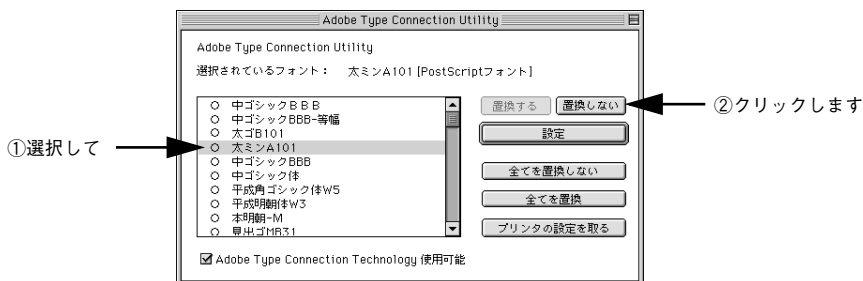 Adobe Type Connection Utility
Adobe Type Connection Utility
選択されているフォント： 太ミンA101 [PostScriptフォント]
○ 中ゴシックＢＢＢ
○ 中ゴシックBBB-等幅
○ 太ゴB101
○ 太ミンA101
○ 中ゴシックBBB
○ 中ゴシック体
○ 平成角ゴシック体W5
○ 平成明朝体W3
○ 本明朝-M
○ 見出ゴMB31
置換する 置換しない
設定
全てを置換しない
全てを置換
プリンタの設定を取る
Adobe Type Connection Technology 使用可能
①選択して
②クリックします